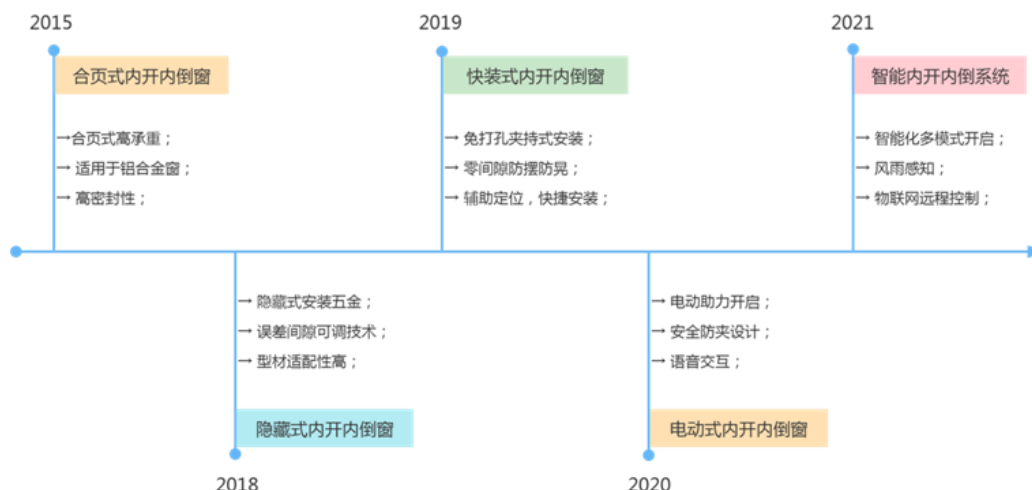 2015
合页式内开内倒窗
→合页式高承重；
→ 适用于铝合金窗；
→ 高密封性；
2019
快装式内开内倒窗
→ 免打孔夹持式安装；
→ 零间隙防摆防晃；
→ 辅助定位，快捷安装；
2021
智能内开内倒系统
→ 智能化多模式开启；
→ 风雨感知；
→ 物联网远程控制；
→ 隐藏式安装五金；
→ 误差间隙可调技术；
→ 型材适配性高；
隐藏式内开内倒窗
2018
→ 电动助力开启；
→ 安全防夹设计；
→ 语音交互；
电动式内开内倒窗
2020